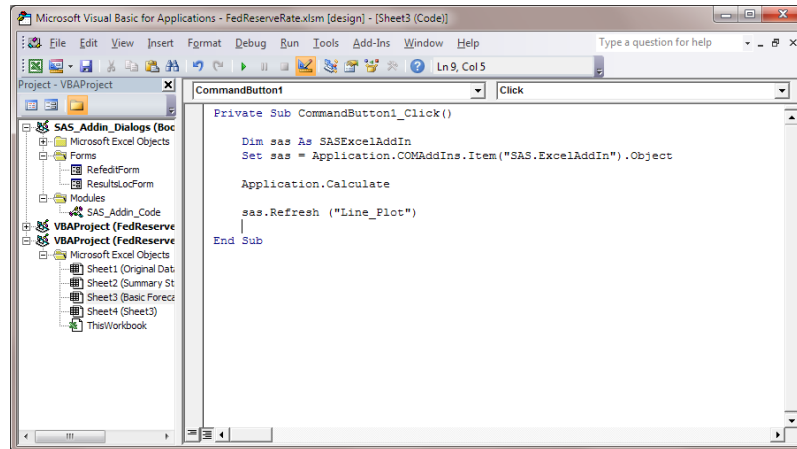 Microsoft Visual Basic for Applications - FedReserveRate.xlsm [design] - [Sheet3 (Code)]
File Edit View Insert Format Debug Run Tools Add-Ins Window Help Type a question for help
Ln 9, Col 5
Project - VBAProject
CommandButton1 Click
SAS_Addin_Dialogs (Boo
Microsoft Excel Objects
Forms
RefeditForm
ResultsLocForm
Modules
SAS_Addin_Code
VBAProject (FedReserve
VBAProject (FedReserve
Microsoft Excel Objects
Sheet1 (Original Data
Sheet2 (Summary St
Sheet3 (Basic Foreca
Sheet4 (Sheet3)
ThisWorkbook
Private Sub CommandButton1_Click()
Dim sas As SASExcelAddIn
Set sas = Application.COMAddIns.Item("SAS.ExcelAddIn").Object
Application.Calculate
sas.Refresh ("Line_Plot")
End Sub